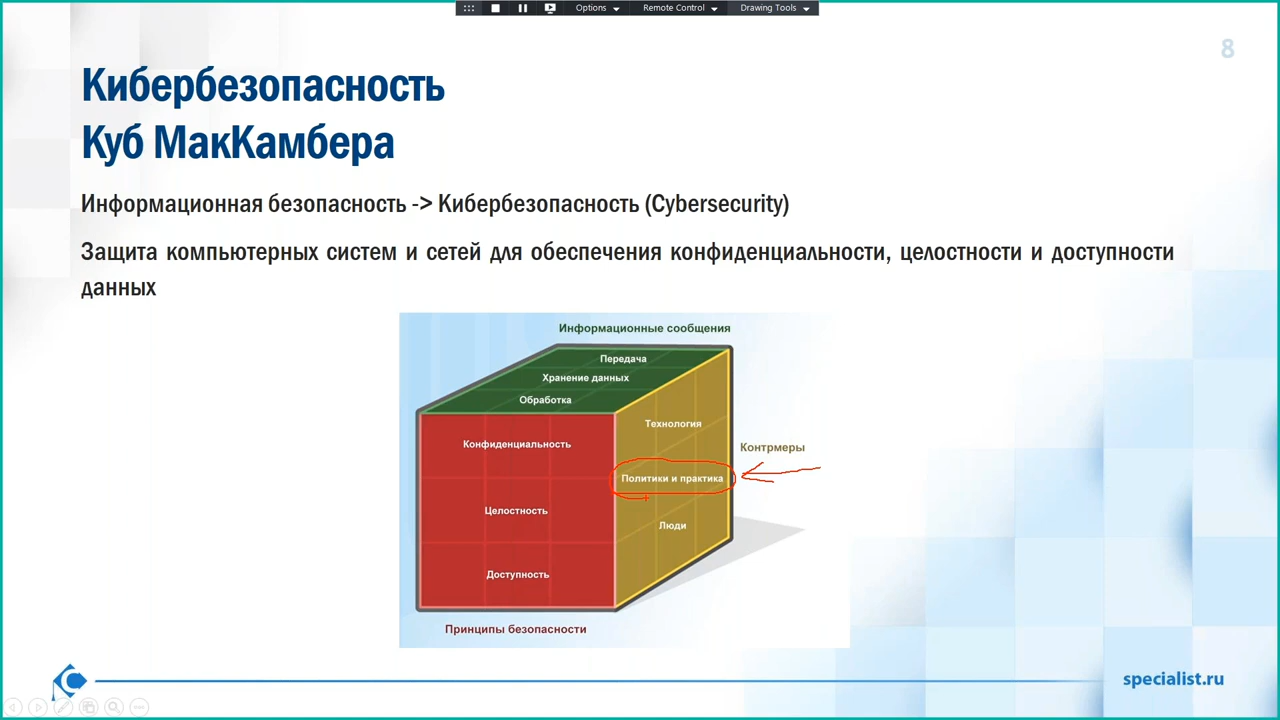 Options
Remote Control
Drawing Tools
8
Кибербезопасность
Куб МакКамбера
Информационная безопасность -> Кибербезопасность (Cybersecurity)
Защита компьютерных систем и сетей для обеспечения конфиденциальности, целостности и доступности
данных
Информационные сообщения
Передача
Хранение данных
Обработка
Технология
Конфиденциальность
Контрмеры
Политики и практика
Целостность
Люди
Доступность
Принципы безопасности
specialist.ru